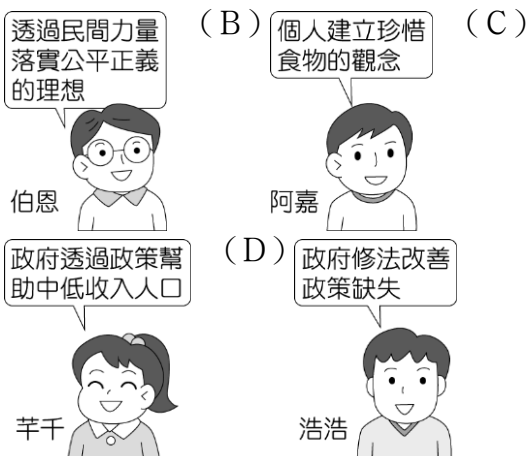 透過民間力量
落實公平正義
的理想
伯恩
（B）
個人建立珍惜
食物的觀念
阿嘉
（C）
政府透過政策幫
助中低收入人口
芊千
（D）
政府修法改善
政策缺失
浩浩